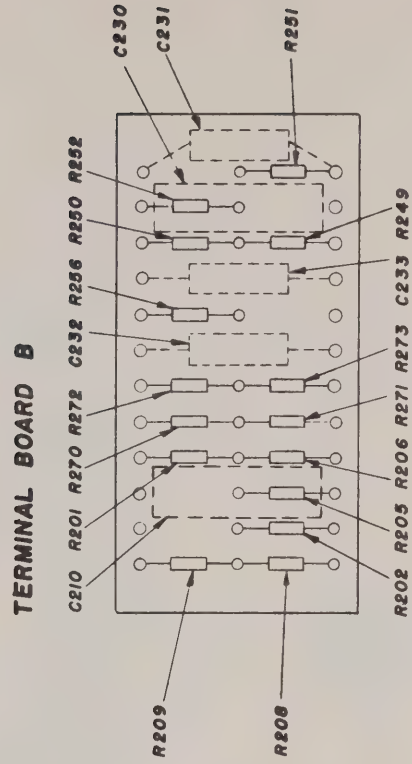 TERMINAL BOARD B
C210 R201 R270 R272 C232 R256 R250 R252
C230
R209
C231
R208
R251
R202 R205 R206 R271 R273 C233 R249